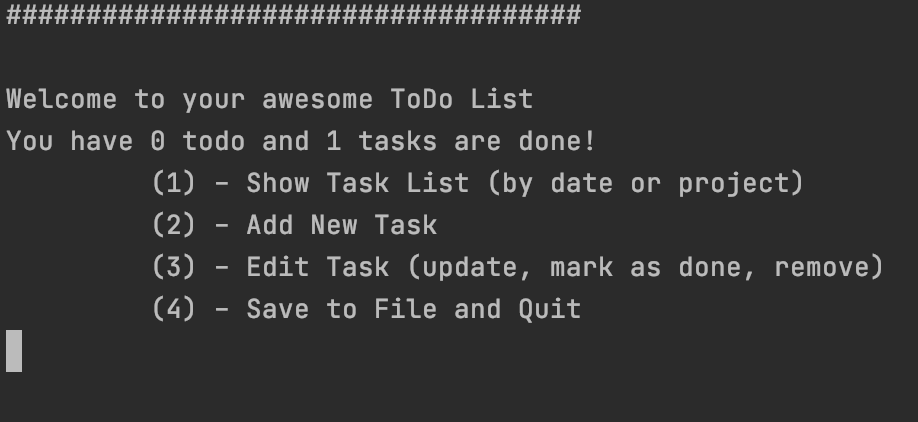 ####################################
Welcome to your awesome ToDo List
You have 0 todo and 1 tasks are done!
(1) - Show Task List (by date or project)
(2) - Add New Task
(3) - Edit Task (update, mark as done, remove)
(4) - Save to File and Quit